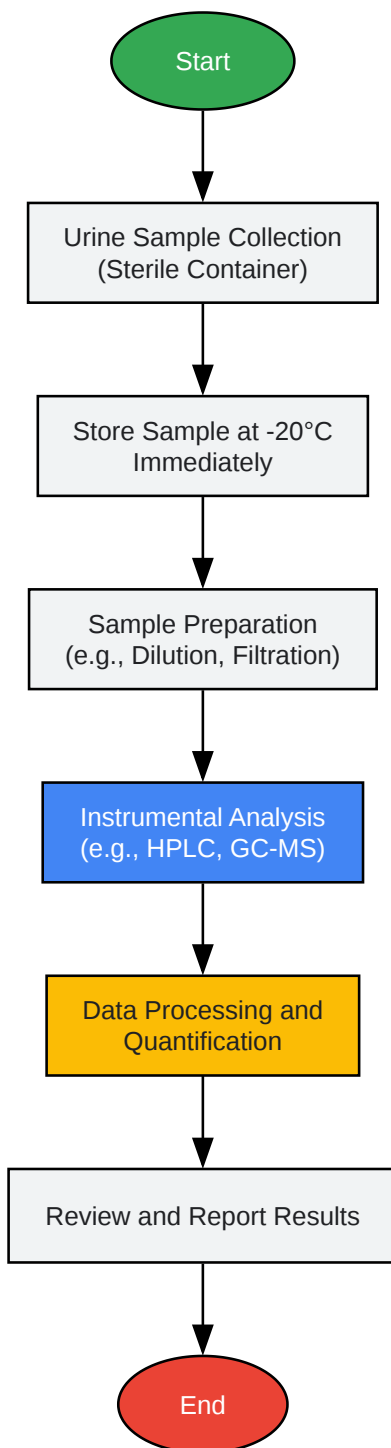 Start
Urine Sample Collection
(Sterile Container)
Store Sample at -20°C
Immediately
Sample Preparation
(e.g., Dilution, Filtration)
Instrumental Analysis
(e.g., HPLC, GC-MS)
Data Processing and
Quantification
Review and Report Results
End